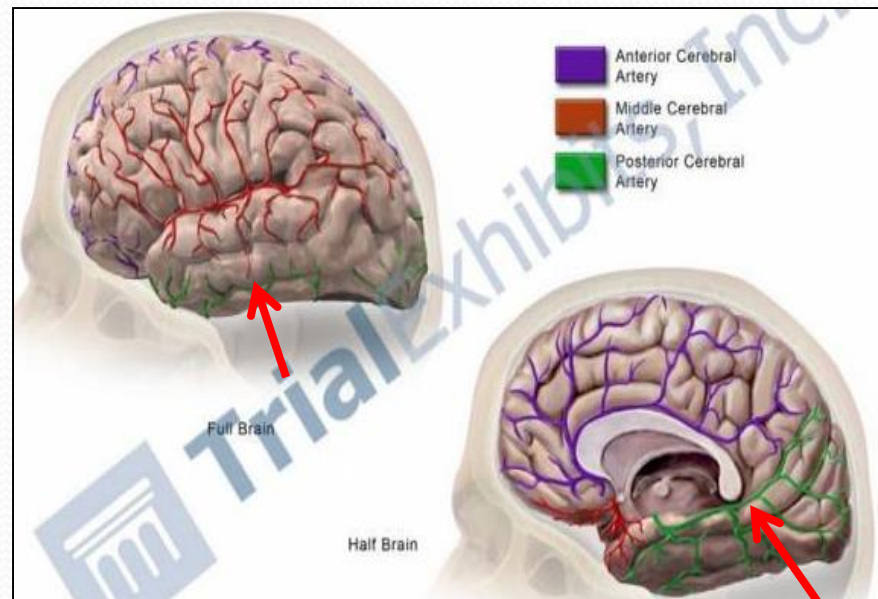 Anterior Cerebral
Artery
Middle Cerebral
Artery
Posterior Cerebral
Artery
TrialExhibits, Inc.
Full Brain
Half Brain